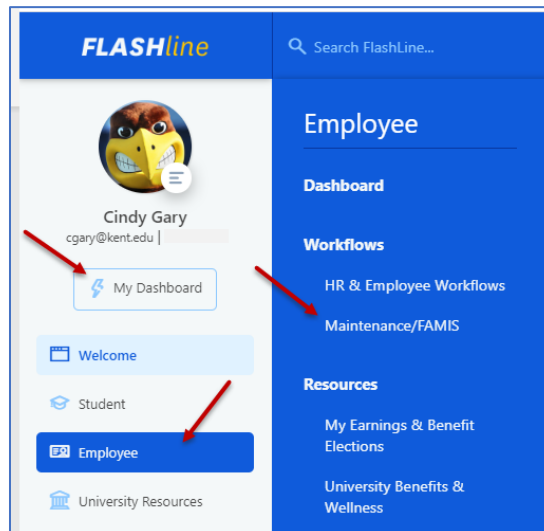 FLASHline
Search FlashLine...
Cindy Gary
cgary@kent.edu |
My Dashboard
Welcome
Student
Employee
University Resources
Employee
Dashboard
Workflows
HR & Employee Workflows
Maintenance/FAMIS
Resources
My Earnings & Benefit
Elections
University Benefits &
Wellness